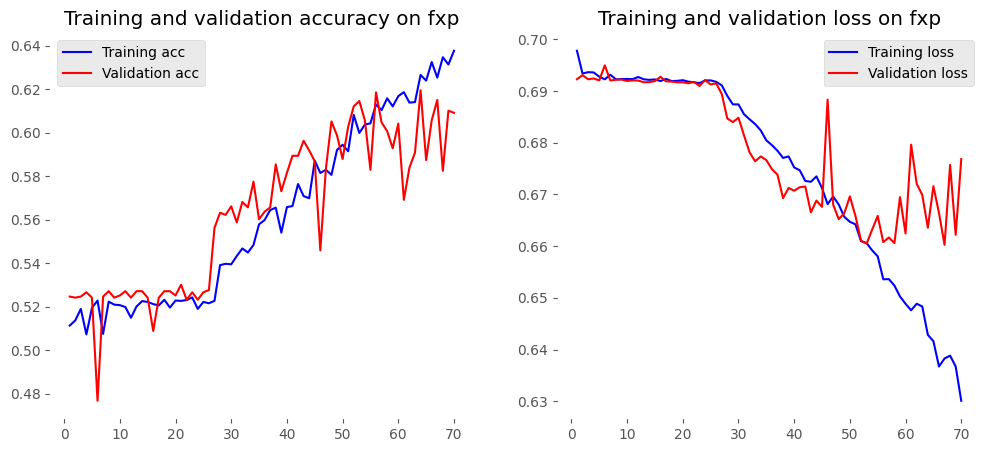 Training and validation accuracy on fxp
Training acc
Validation acc
0.64
0.62
0.60
0.58
0.56
0.54
0.52
0.50
0.48
0 10 20 30 40 50 60 70
Training and validation loss on fxp
Training loss
Validation loss
0.70
0.69
0.68
0.67
0.66
0.65
0.64
0.63
0 10 20 30 40 50 60 70